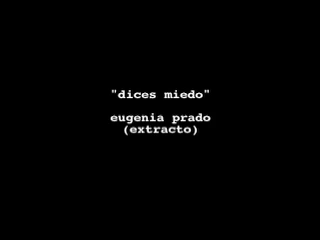 "dices miedo"
eugenia prado
(extracto)